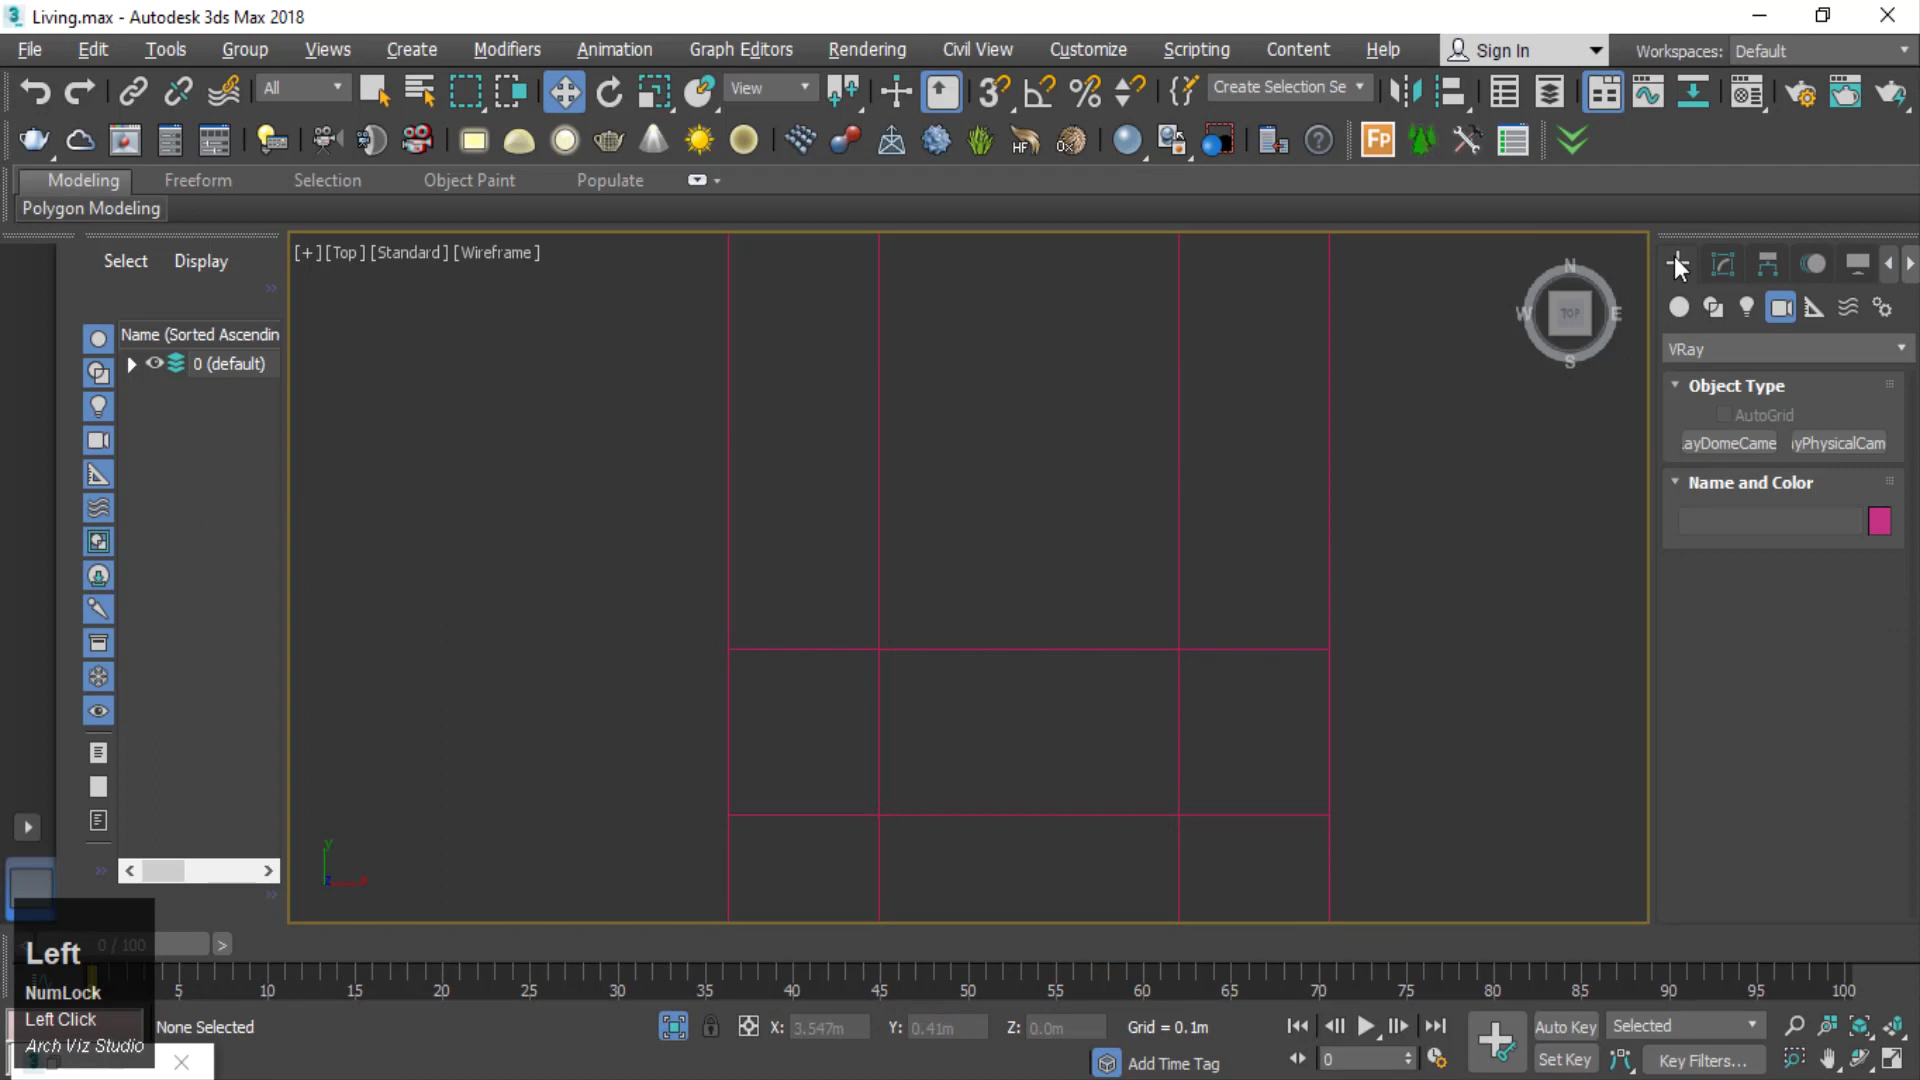 Living.max - Autodesk 3ds Max 2018
File Edit Tools Group Views Create Modifiers Animation Graph Editors Rendering Civil View Customize Scripting Content Help Sign In Workspaces: Default
All View Create Selection Se
Modeling Freeform Selection Object Paint Populate
Polygon Modeling
Select Display
[+][Top][Standard][Wireframe]
N
W TOP E
S
Name (Sorted Ascendin
0 (default)
VRay
Object Type
AutoGrid
.ayDomeCame yPhysicalCam
Name and Color
0 / 100
Left
NumLock
Left Click
Arch Viz Studio
5 10 15 20 25 30 35 40 45 50 55 60 65 70 75 80 85 90 95 100
None Selected X: 3.547m Y: 0.41m Z: 0.0m Grid = 0.1m Auto Key Selected
Add Time Tag 0 Set Key Key Filters...